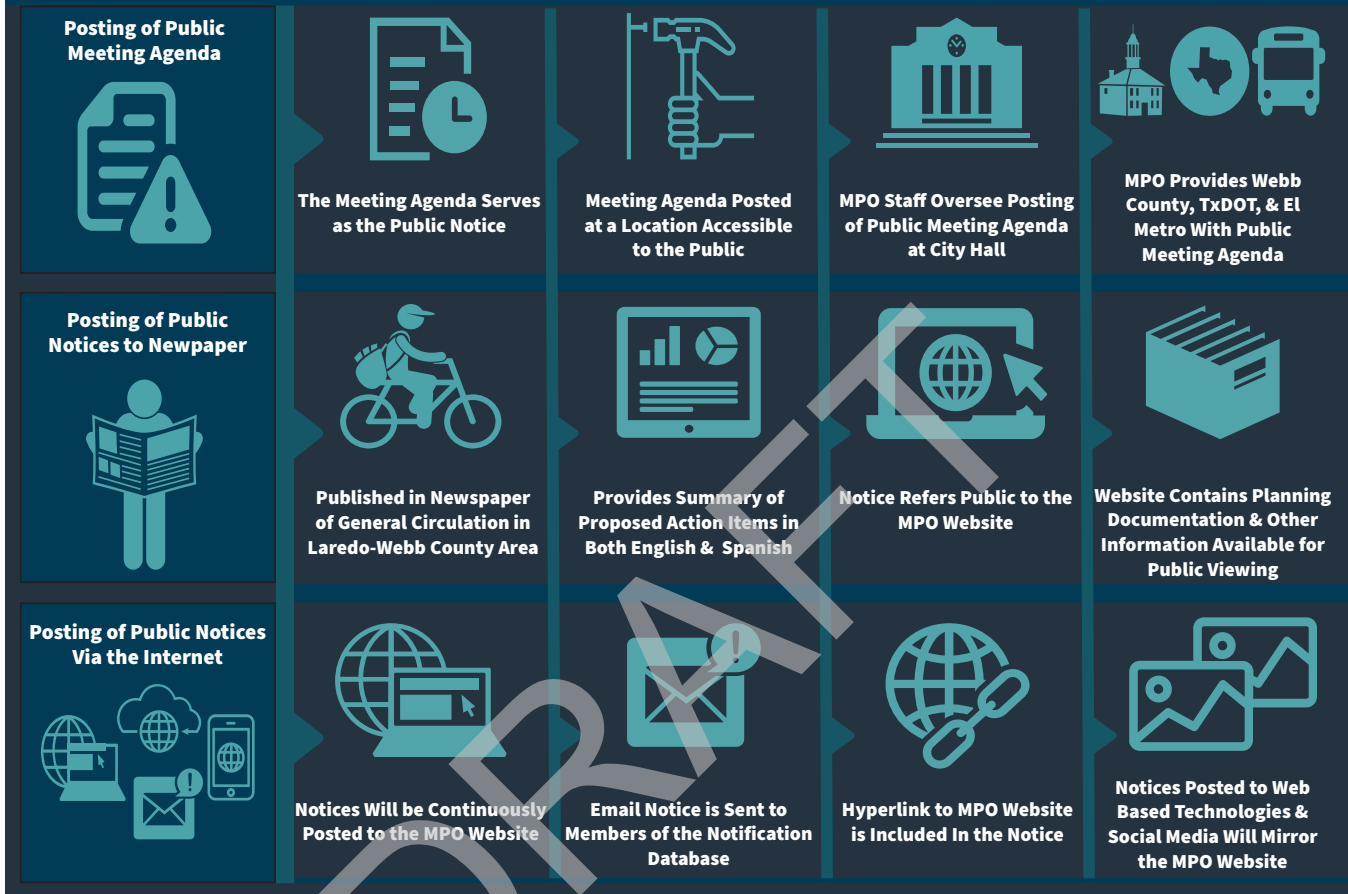 Posting of Public
Meeting Agenda
The Meeting Agenda Serves
as the Public Notice
Meeting Agenda Posted
at a Location Accessible
to the Public
MPO Staff Oversee Posting
of Public Meeting Agenda
at City Hall
MPO Provides Webb
County, TxDOT, & El
Metro With Public
Meeting Agenda
Posting of Public
Notices to Newpaper
Published in Newspaper
of General Circulation in
Laredo-Webb County Area
Provides Summary of
Proposed Action Items in
Both English & Spanish
Notice Refers Public to the
MPO Website
Website Contains Planning
Documentation & Other
Information Available for
Public Viewing
Posting of Public Notices
Via the Internet
Notices Will be Continuously
Posted to the MPO Website
Email Notice is Sent to
Members of the Notification
Database
Hyperlink to MPO Website
is Included In the Notice
Notices Posted to Web
Based Technologies &
Social Media Will Mirror
the MPO Website
DRAFT